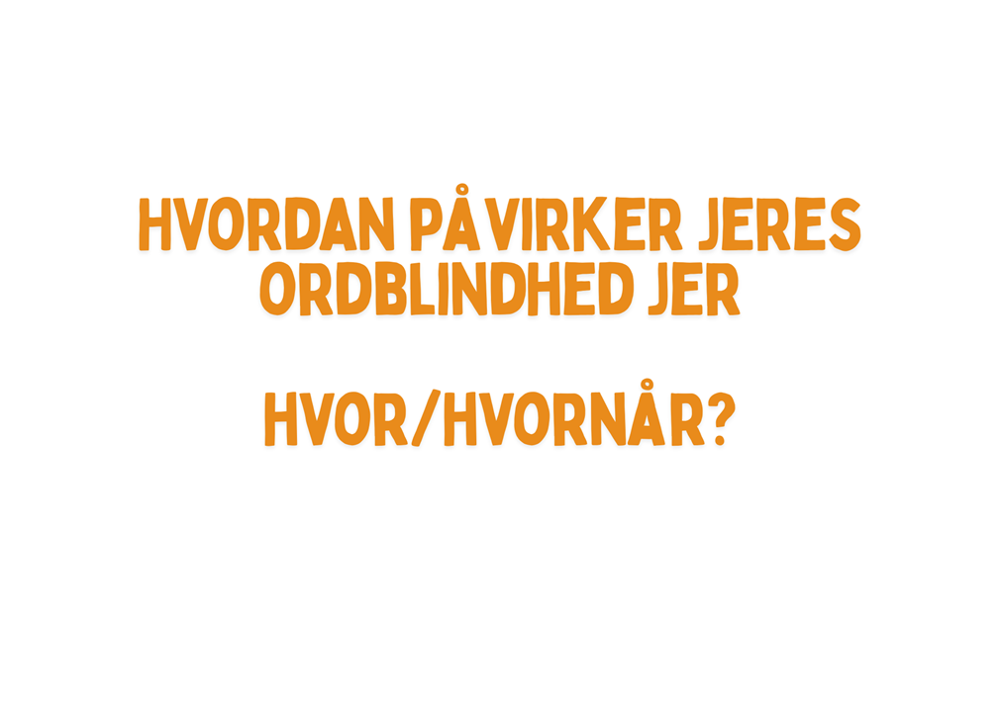 HVORDAN PÅVIRKER JERES
ORDBLINDHED JER
HVOR/HVORNÅR?